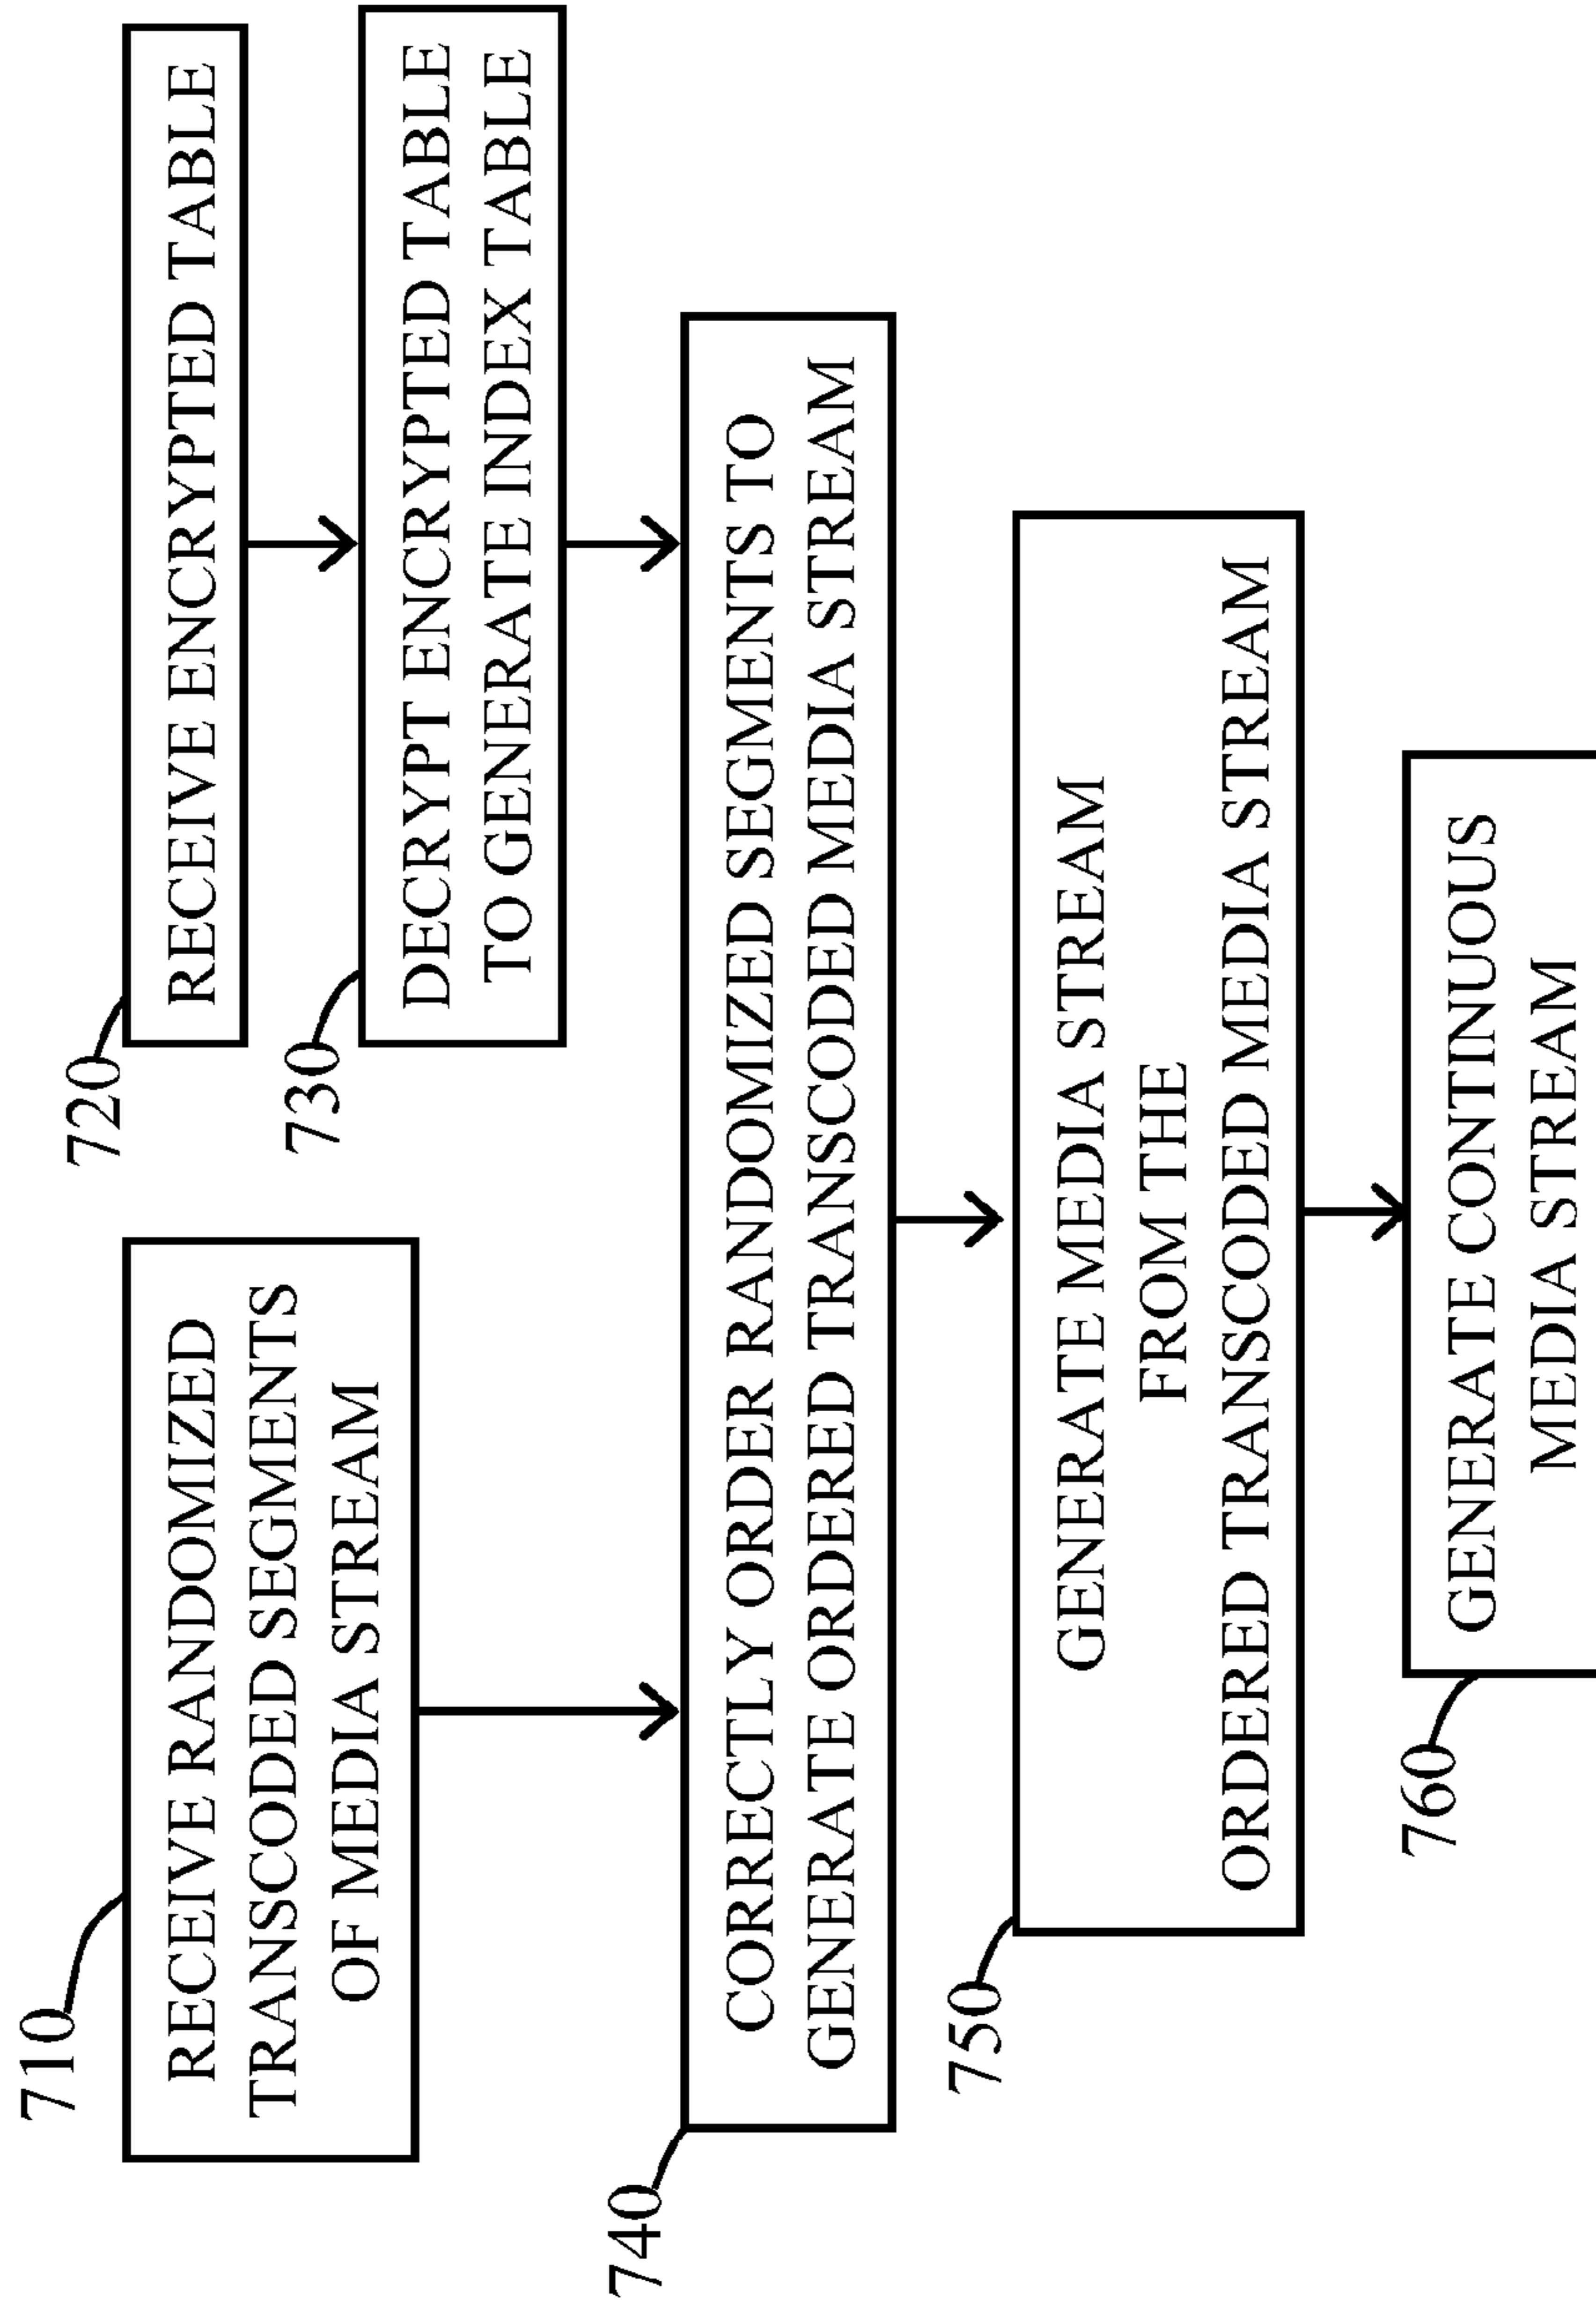 710
RECEIVE RANDOMIZED
TRANSCODED SEGMENTS
OF MEDIA STREAM
720
RECEIVE ENCRYPTED TABLE
730
DECRYPT ENCRYPTED TABLE
TO GENERATE INDEX TABLE
740
CORRECTLY ORDER RANDOMIZED SEGMENTS TO
GENERATE ORDERED TRANSCODED MEDIA STREAM
750
GENERATE MEDIA STREAM
FROM THE
ORDERED TRANSCODED MEDIA STREAM
760
GENERATE CONTINUOUS
MEDIA STREAM